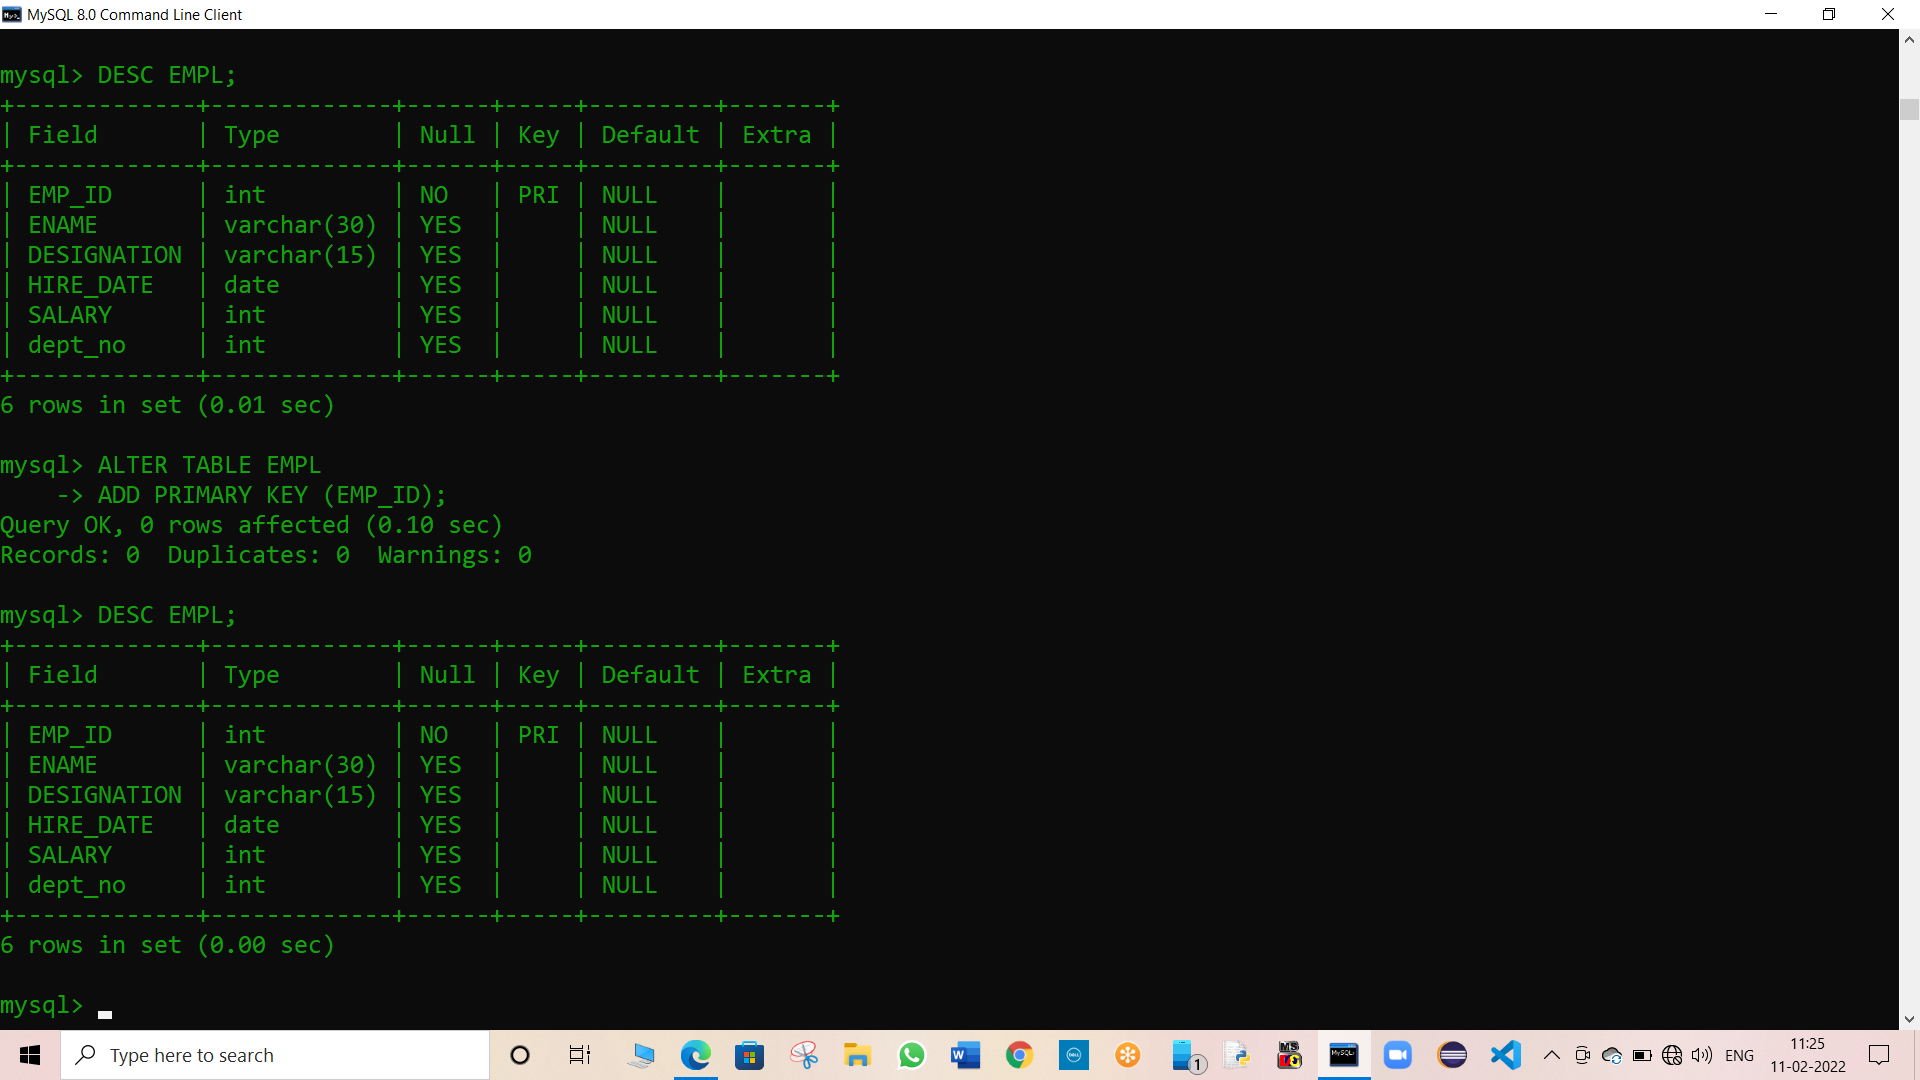 MySQL 8.0 Command Line Client
mysql> DESC EMPL;
+-------------+-------------+------+-----+---------+-------+
| Field       | Type        | Null | Key | Default | Extra |
+-------------+-------------+------+-----+---------+-------+
| EMP_ID      | int         | NO   | PRI | NULL    |       |
| ENAME       | varchar(30) | YES  |     | NULL    |       |
| DESIGNATION | varchar(15) | YES  |     | NULL    |       |
| HIRE_DATE   | date        | YES  |     | NULL    |       |
| SALARY      | int         | YES  |     | NULL    |       |
| dept_no     | int         | YES  |     | NULL    |       |
+-------------+-------------+------+-----+---------+-------+
6 rows in set (0.01 sec)
mysql> ALTER TABLE EMPL
    -> ADD PRIMARY KEY (EMP_ID);
Query OK, 0 rows affected (0.10 sec)
Records: 0  Duplicates: 0  Warnings: 0
mysql> DESC EMPL;
+-------------+-------------+------+-----+---------+-------+
| Field       | Type        | Null | Key | Default | Extra |
+-------------+-------------+------+-----+---------+-------+
| EMP_ID      | int         | NO   | PRI | NULL    |       |
| ENAME       | varchar(30) | YES  |     | NULL    |       |
| DESIGNATION | varchar(15) | YES  |     | NULL    |       |
| HIRE_DATE   | date        | YES  |     | NULL    |       |
| SALARY      | int         | YES  |     | NULL    |       |
| dept_no     | int         | YES  |     | NULL    |       |
+-------------+-------------+------+-----+---------+-------+
6 rows in set (0.00 sec)
mysql>
Type here to search
W
DELL
1
MS
MySQL
ENG
11:25
11-02-2022